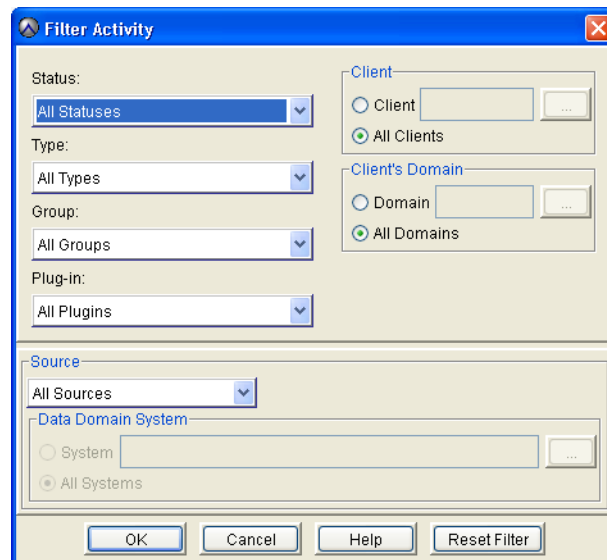 Filter Activity
Status:
All Statuses
Type:
All Types
Group:
All Groups
Plug-in:
All Plugins
Client
Client ...
All Clients
Client's Domain
Domain ...
All Domains
Source
All Sources
Data Domain System
System ...
All Systems
OK Cancel Help Reset Filter